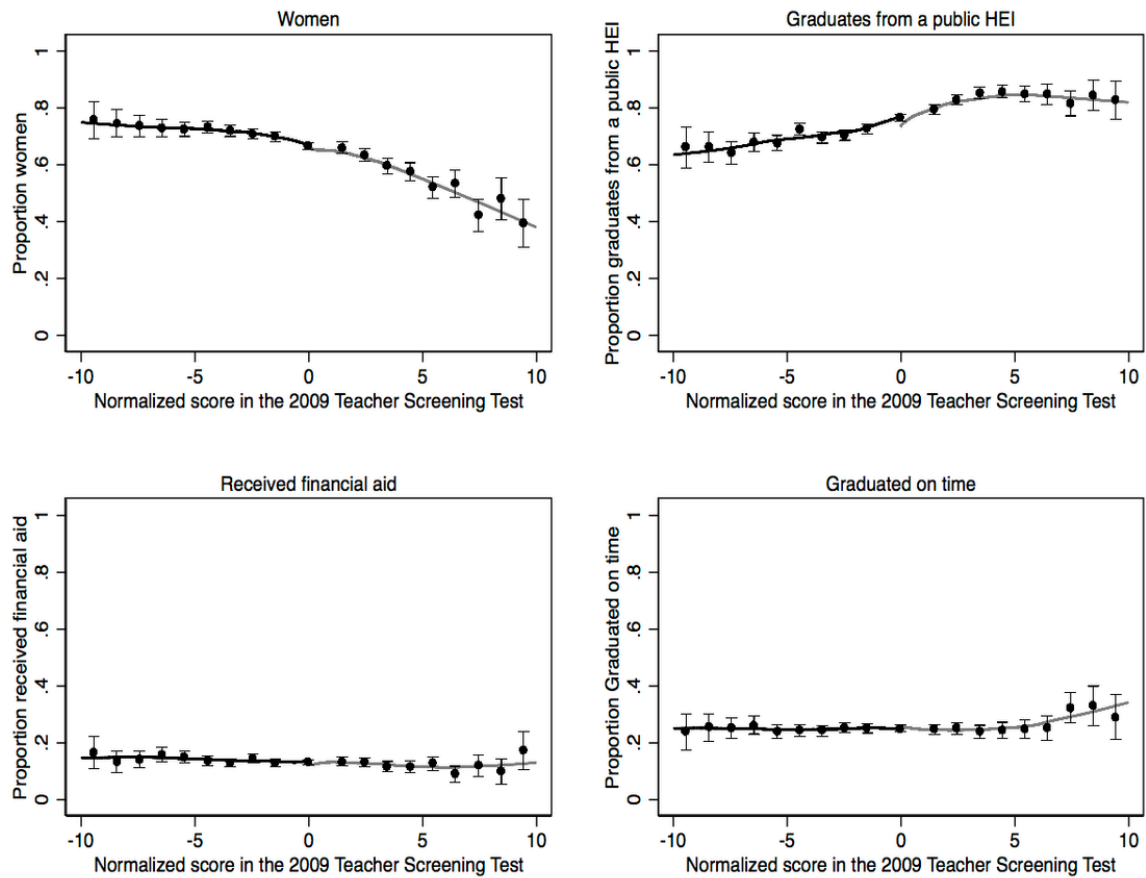 Women
Proportion women
1
.8
.6
.4
.2
0
-10 -5 0 5 10
Normalized score in the 2009 Teacher Screening Test
Graduates from a public HEI
Proportion graduates from a public HEI
1
.8
.6
.4
.2
0
-10 -5 0 5 10
Normalized score in the 2009 Teacher Screening Test
Received financial aid
Proportion received financial aid
1
.8
.6
.4
.2
0
-10 -5 0 5 10
Normalized score in the 2009 Teacher Screening Test
Graduated on time
Proportion Graduated on time
1
.8
.6
.4
.2
0
-10 -5 0 5 10
Normalized score in the 2009 Teacher Screening Test